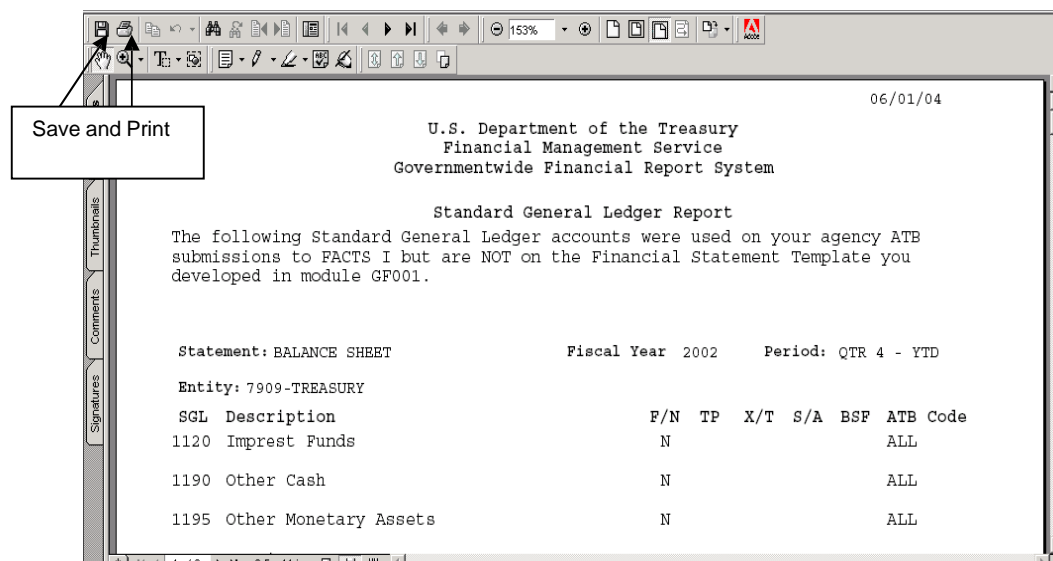 153%
Adobe
Save and Print
Thumbnails
Comments
Signatures
06/01/04
U.S. Department of the Treasury
Financial Management Service
Governmentwide Financial Report System
Standard General Ledger Report
The following Standard General Ledger accounts were used on your agency ATB
submissions to FACTS I but are NOT on the Financial Statement Template you
developed in module GF001.
Statement: BALANCE SHEET Fiscal Year 2002 Period: QTR 4 - YTD
Entity: 7909-TREASURY
SGL Description F/N TP X/T S/A BSF ATB Code
1120 Imprest Funds N ALL
1190 Other Cash N ALL
1195 Other Monetary Assets N ALL